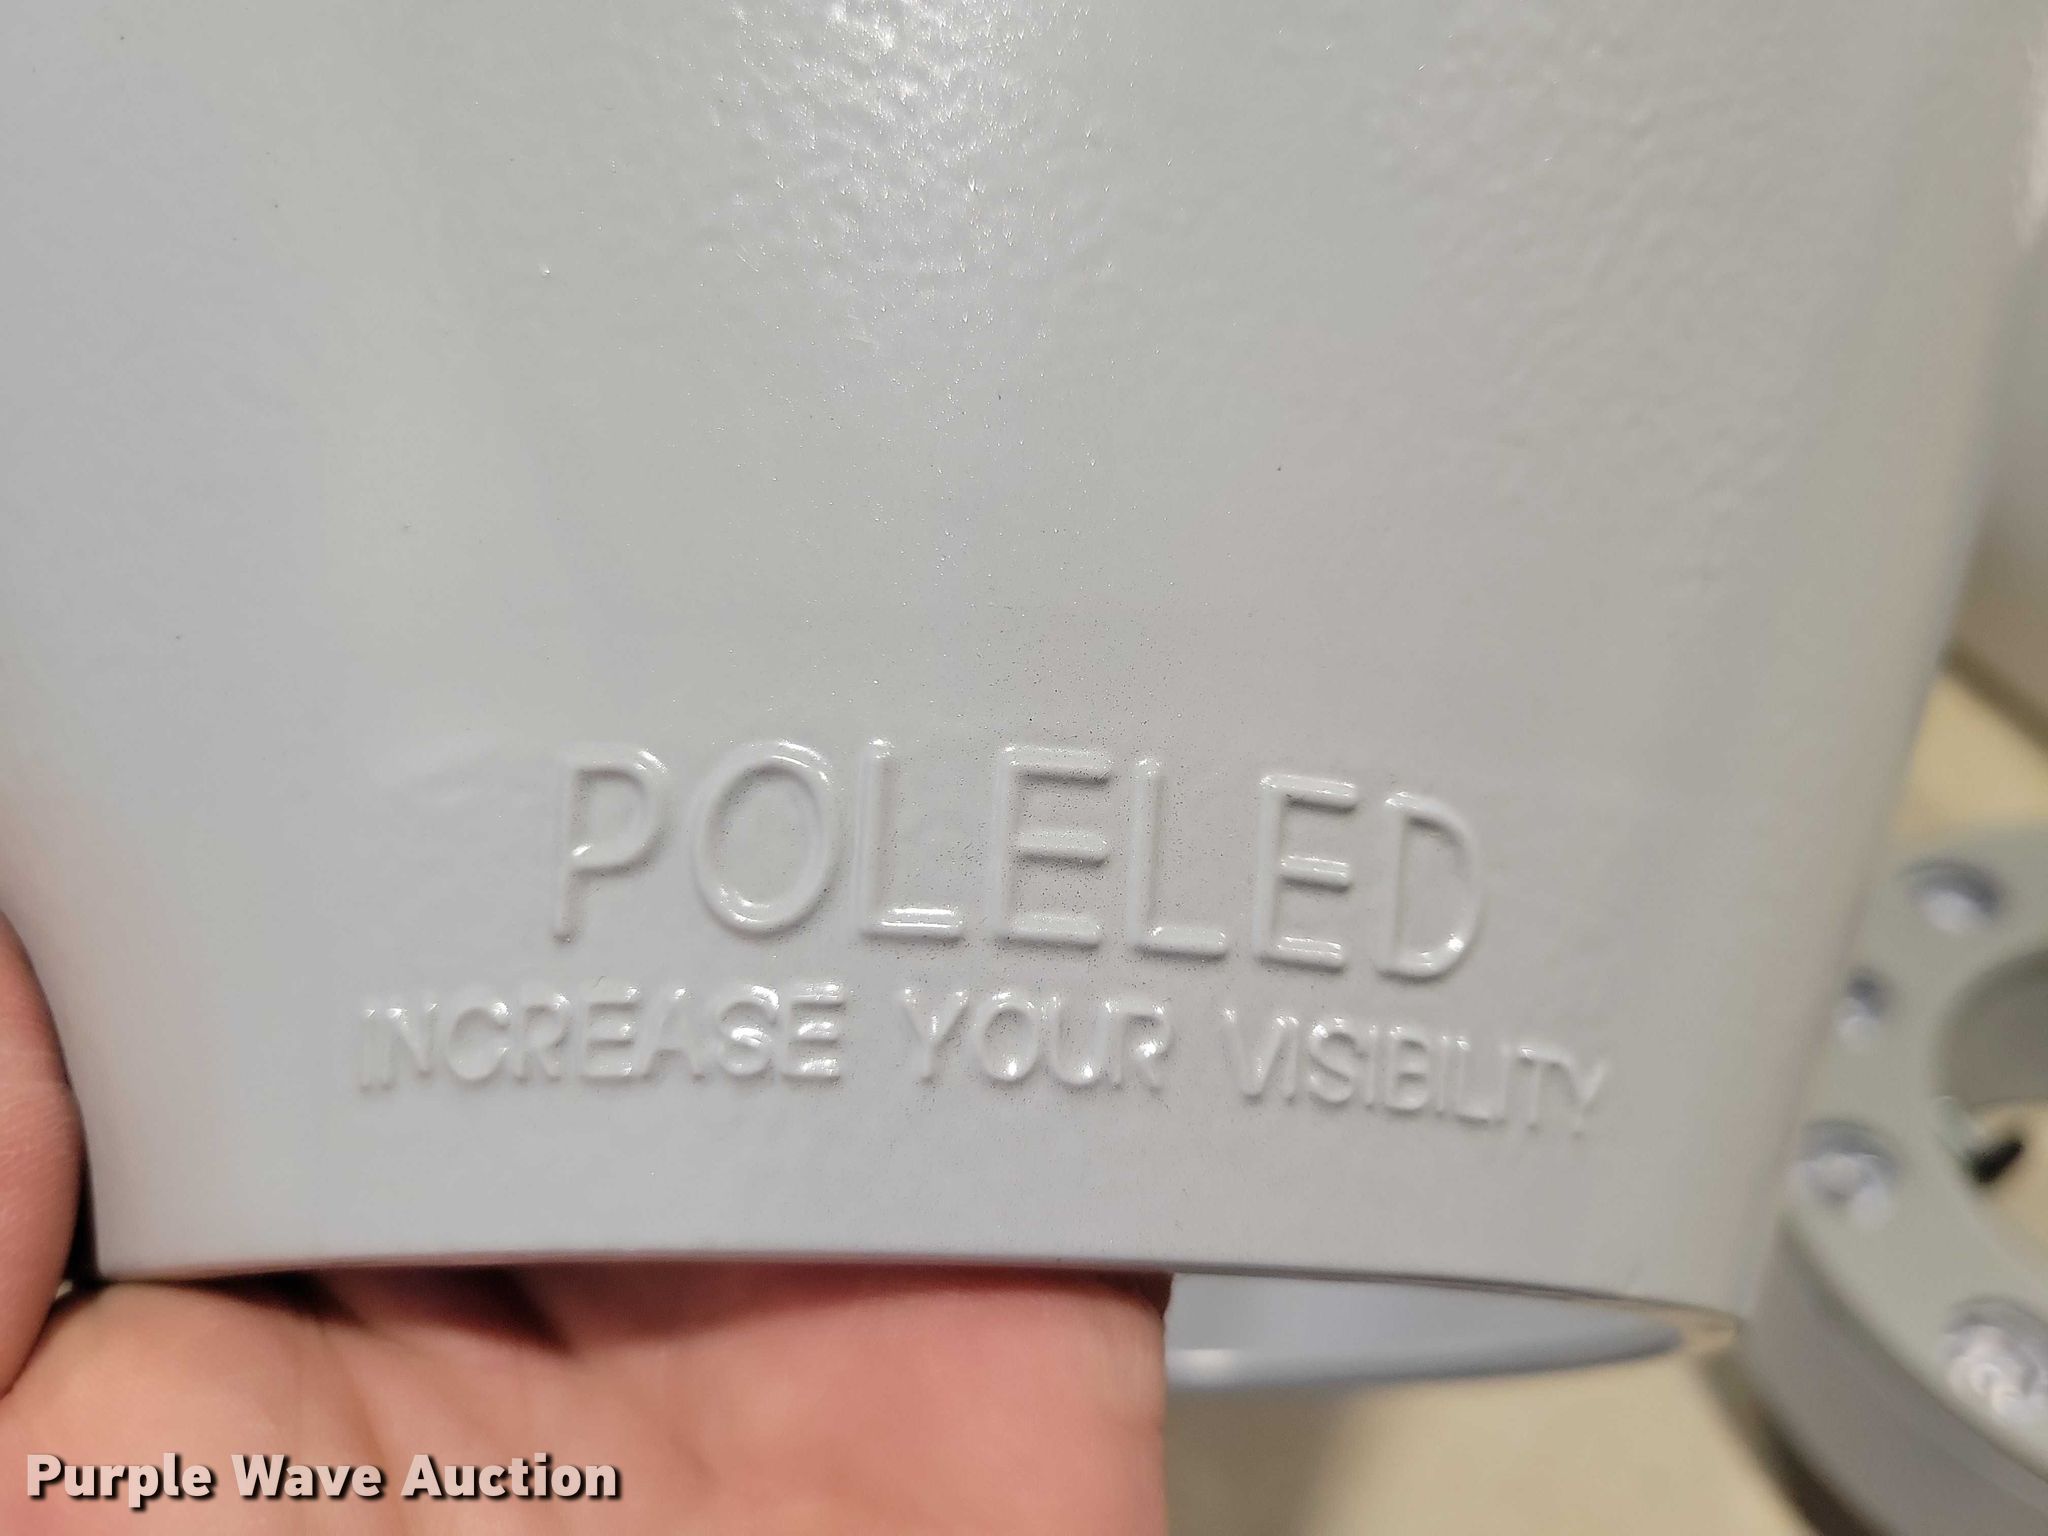 POLELED
INCREASE YOUR VISIBILITY
Purple Wave Auction